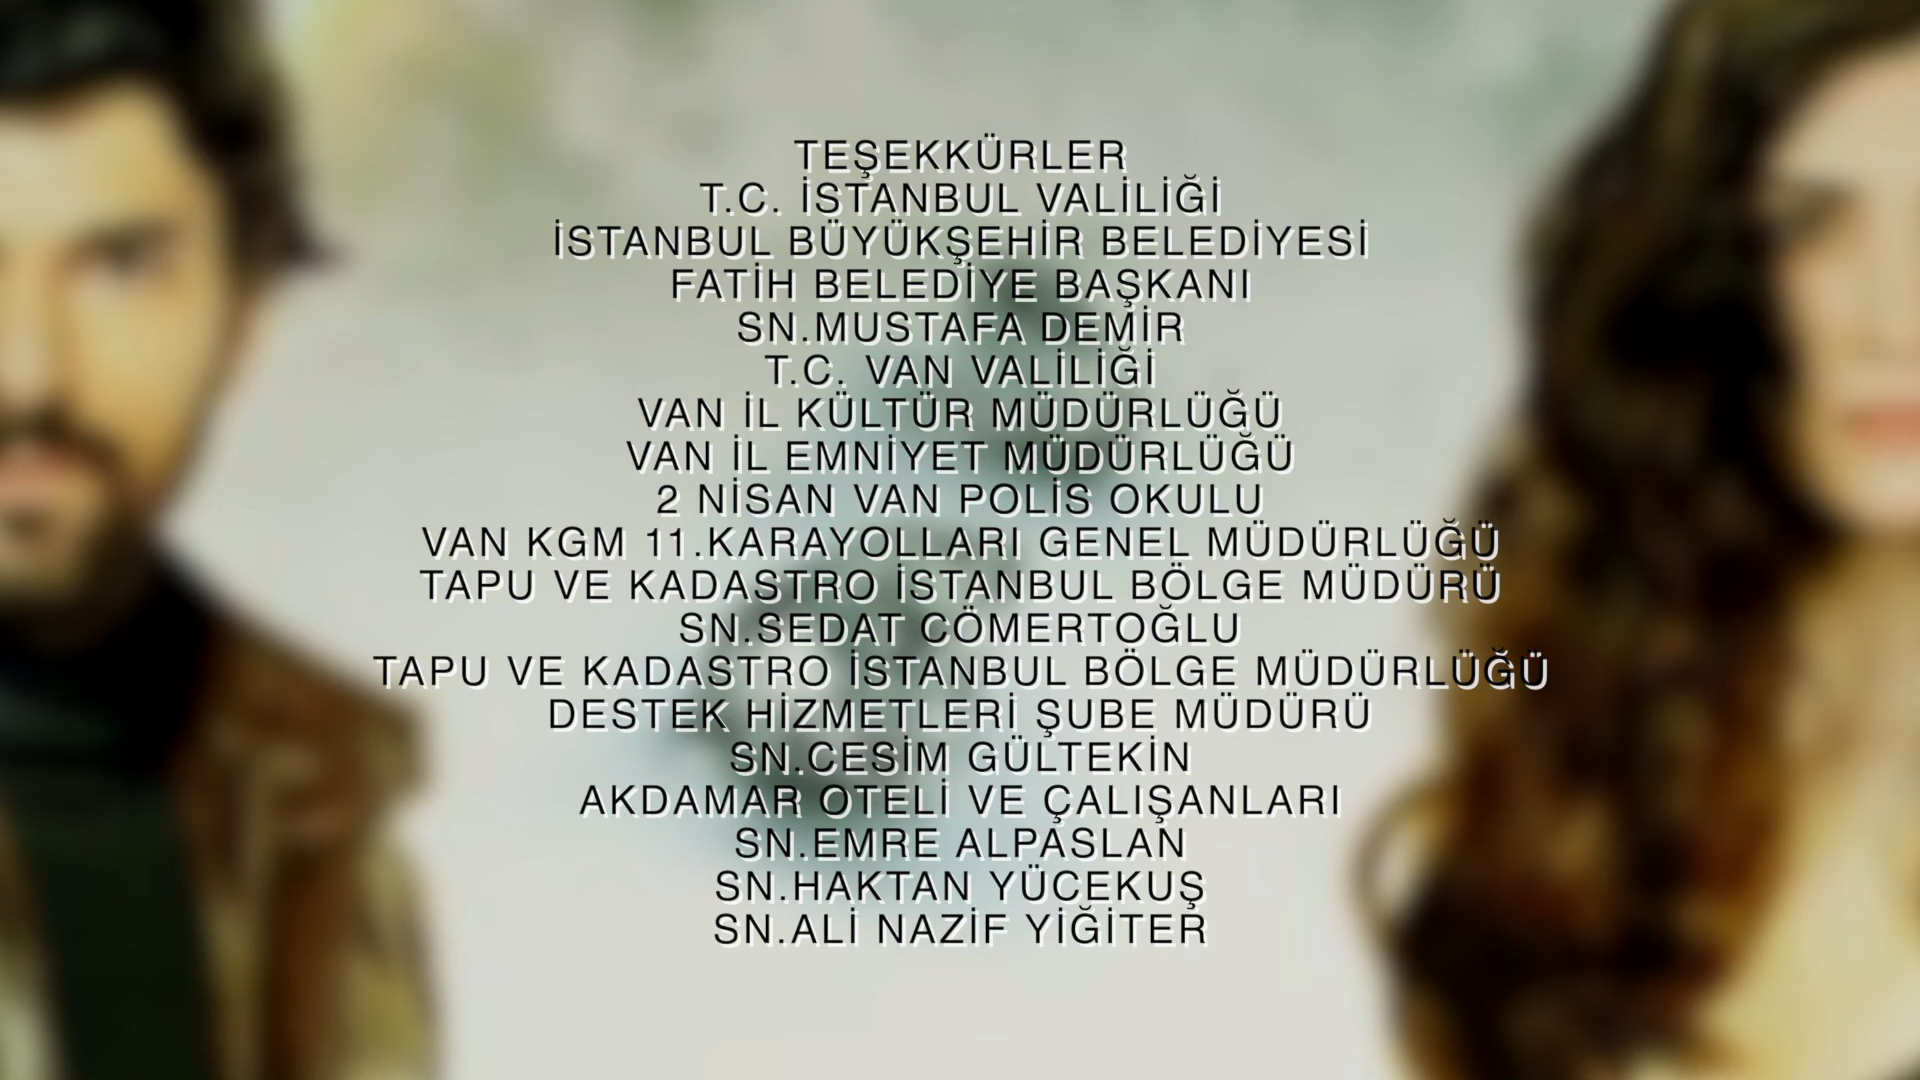 TEŞEKKÜRLER
T.C. İSTANBUL VALİLİĞİ
İSTANBUL BÜYÜKŞEHİR BELEDİYESİ
FATİH BELEDİYE BAŞKANI
SN.MUSTAFA DEMİR
T.C. VAN VALİLİĞİ
VAN İL KÜLTÜR MÜDÜRLÜĞÜ
VAN İL EMNİYET MÜDÜRLÜĞÜ
2 NİSAN VAN POLİS OKULU
VAN KGM 11.KARAYOLLARI GENEL MÜDÜRLÜĞÜ
TAPU VE KADASTRO İSTANBUL BÖLGE MÜDÜRÜ
SN.SEDAT CÖMERTOĞLU
TAPU VE KADASTRO İSTANBUL BÖLGE MÜDÜRLÜĞÜ
DESTEK HİZMETLERİ ŞUBE MÜDÜRÜ
SN.CESİM GÜLTEKİN
AKDAMAR OTELİ VE ÇALIŞANLARI
SN.EMRE ALPASLAN
SN.HAKTAN YÜCEKUŞ
SN.ALİ NAZİF YİĞİTER